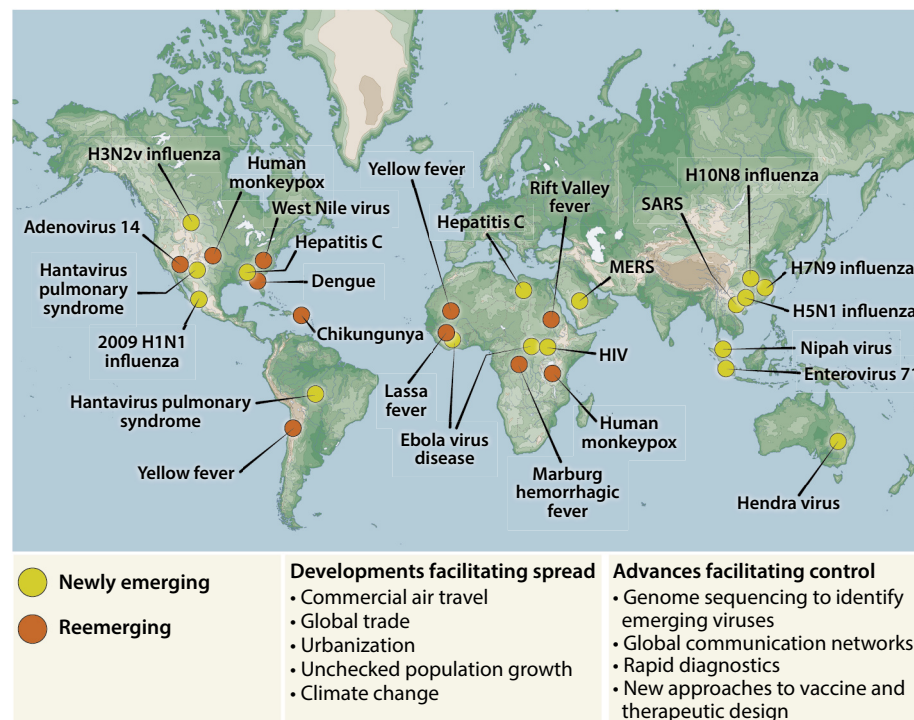 H3N2v influenza
Human
monkeypox
West Nile virus
Adenovirus 14
Hepatitis C
Hantavirus
pulmonary
syndrome
Dengue
2009 H1N1
influenza
Chikungunya
Hantavirus pulmonary
syndrome
Yellow fever
Yellow fever
Hepatitis C
Rift Valley
fever
MERS
HIV
Lassa
fever
Ebola virus
disease
Human
monkeypox
Marburg
hemorrhagic
fever
SARS
H10N8 influenza
H7N9 influenza
H5N1 influenza
Nipah virus
Enterovirus 71
Hendra virus
Newly emerging
Reemerging
Developments facilitating spread
• Commercial air travel
• Global trade
• Urbanization
• Unchecked population growth
• Climate change
Advances facilitating control
• Genome sequencing to identify
emerging viruses
• Global communication networks
• Rapid diagnostics
• New approaches to vaccine and
therapeutic design